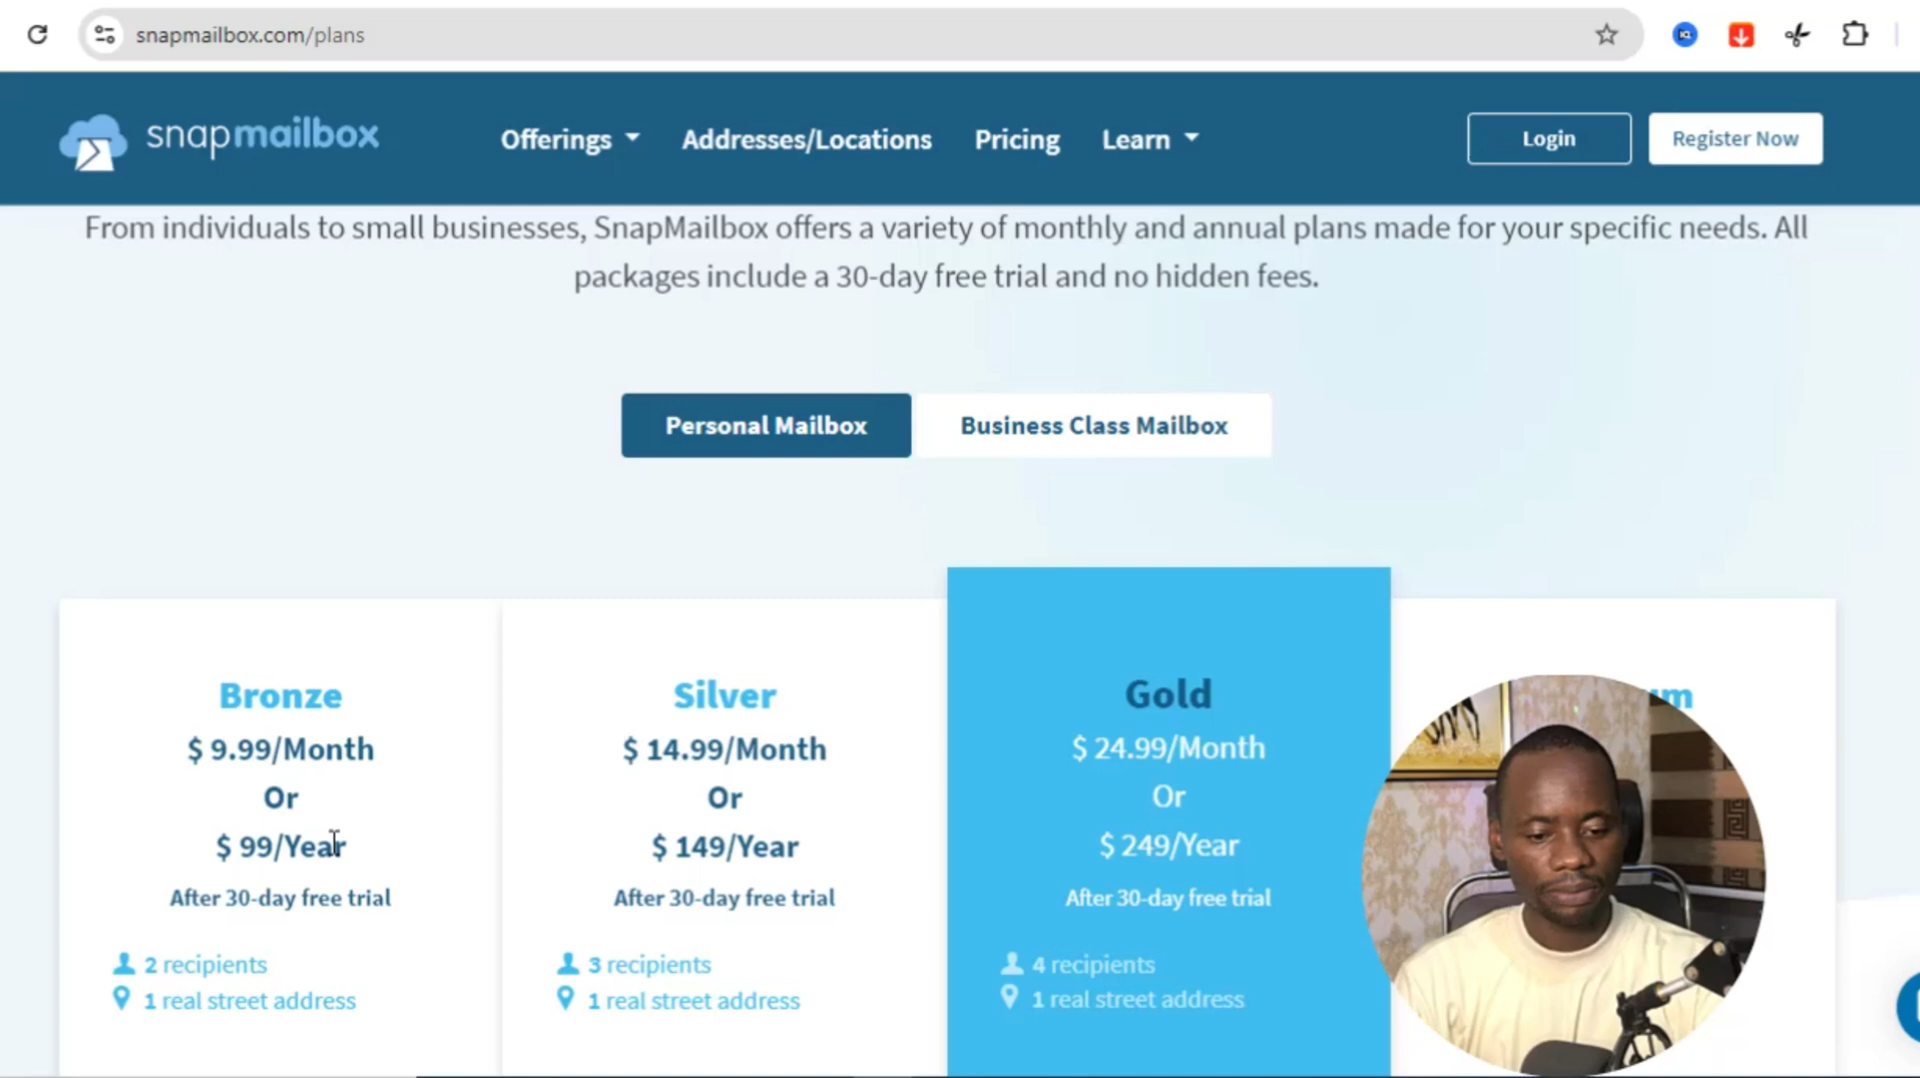 snapmailbox.com/plans
snapmailbox
Offerings
Addresses/Locations
Pricing
Learn
Login
Register Now
From individuals to small businesses, SnapMailbox offers a variety of monthly and annual plans made for your specific needs. All
packages include a 30-day free trial and no hidden fees.
Personal Mailbox
Business Class Mailbox
Bronze
$ 9.99/Month
Or
$ 99/Year
After 30-day free trial
2 recipients
1 real street address
Silver
$ 14.99/Month
Or
$ 149/Year
After 30-day free trial
3 recipients
1 real street address
Gold
$ 24.99/Month
Or
$ 249/Year
After 30-day free trial
4 recipients
1 real street address